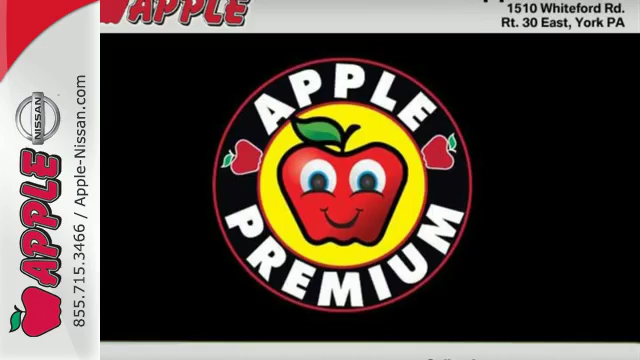 APPLE
1510 Whiteford Rd.
Rt. 30 East, York PA
APPLE
PREMIUM
NISSAN
APPLE
855.715.3466 / Apple-Nissan.com